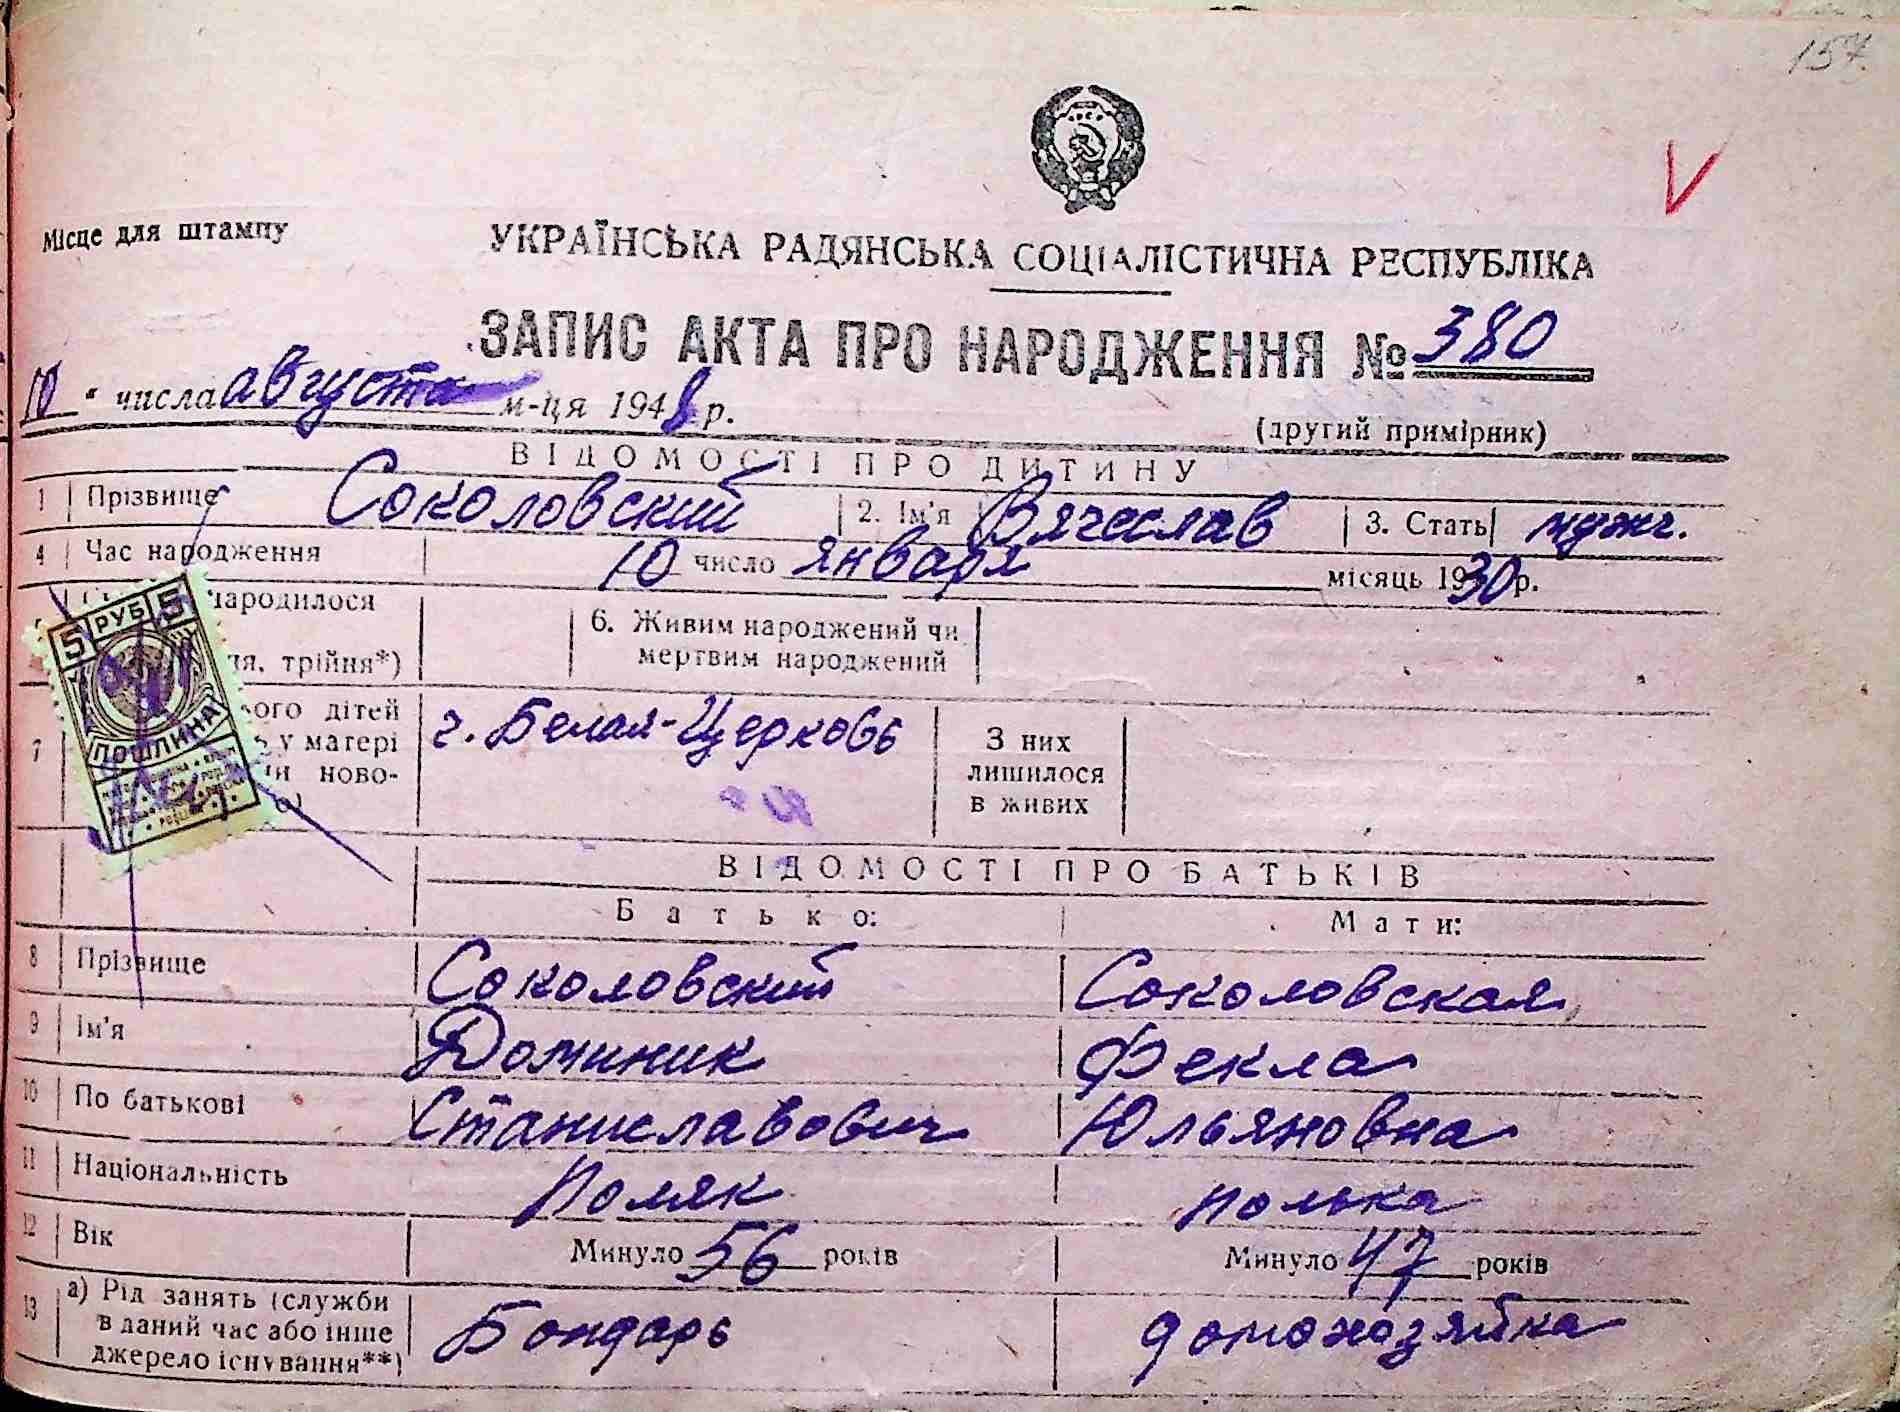 157.
Місце для штампу
УКРАЇНСЬКА РАДЯНСЬКА СОЦІАЛІСТИЧНА РЕСПУБЛІКА
ЗАПИС АКТА ПРО НАРОДЖЕННЯ № 380
10 " числа августа м-ця 1948 р.
(другий примірник)
ВІДОМОСТІ ПРО ДИТИНУ
1 Прізвище Соколовский 2. Ім'я Вячеслав 3. Стать мужс.
4 Час народження 10 число января місяць 1930 р.
народилося
трійня*)
6. Живим народжений чи мертвим народжений
5 РУБ 5
ПОШЛИНА
7 дітей
у матері
ново-
г. Белая-Церковь
З них
лишилося
в живих
ВІДОМОСТІ ПРО БАТЬКІВ
Батько: Мати:
8 Прізвище Соколовский Соколовская
9 Ім'я Доминик Фекла
10 По батькові Станиславович Юльяновна
11 Національність Поляк полька
12 Вік Минуло 56 років Минуло 47 років
13 а) Рід занять (служби
в даний час або інше
джерело існування**)
Бондарь домохозяйка